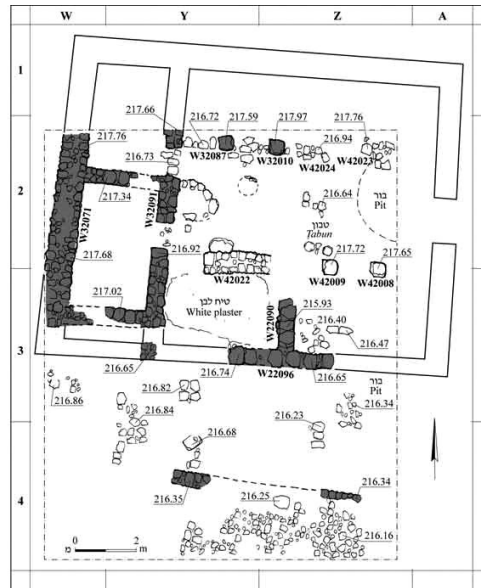 W Y Z A
1
217.66 216.72 217.59 217.97 217.76
217.76 216.94
W32087 W32010 W42024 W42023
216.73
2
217.34 W32091 216.64 בור
Pit
טבון
Tabun
W32071 216.92 217.72 217.65
217.68 W42022 W42009 W42008
217.02 טיח לבן
White plaster
W22090 215.93
216.40
216.47
3
216.65 216.74 W22096 216.65 בור
Pit
216.86 216.82 216.34
216.84 216.23
216.68
4
216.35 216.25 216.34
216.16
מ 0 2 m